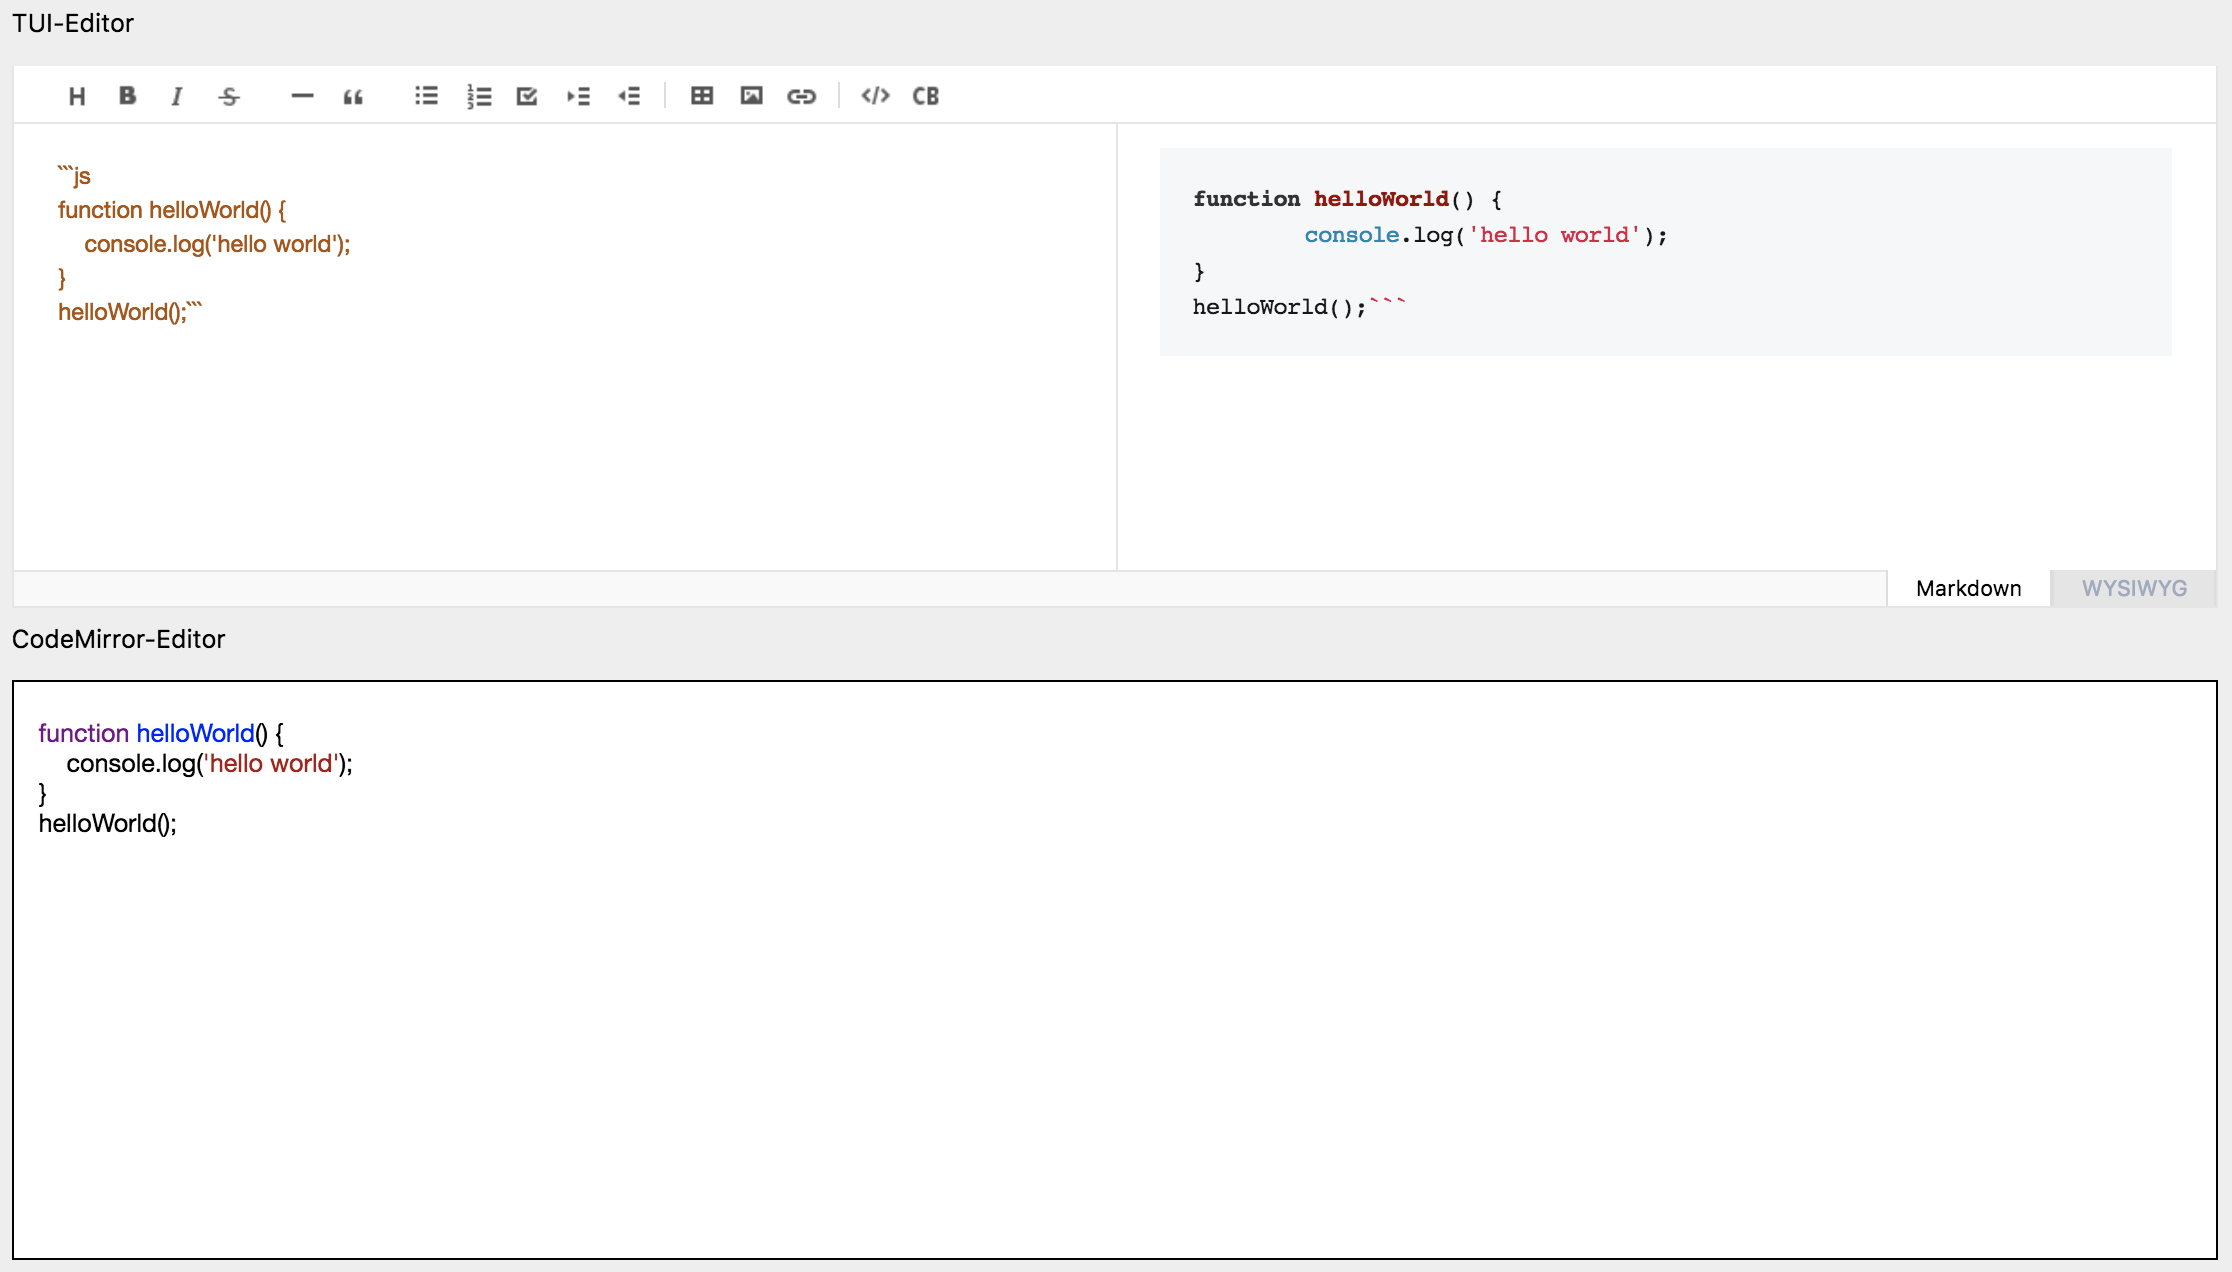 TUI-Editor
H B I S — “ </> CB
```js
function helloWorld() {
    console.log('hello world');
}
helloWorld();```
function helloWorld() {
        console.log('hello world');
}
helloWorld();```
Markdown WYSIWYG
CodeMirror-Editor
function helloWorld() {
    console.log('hello world');
}
helloWorld();